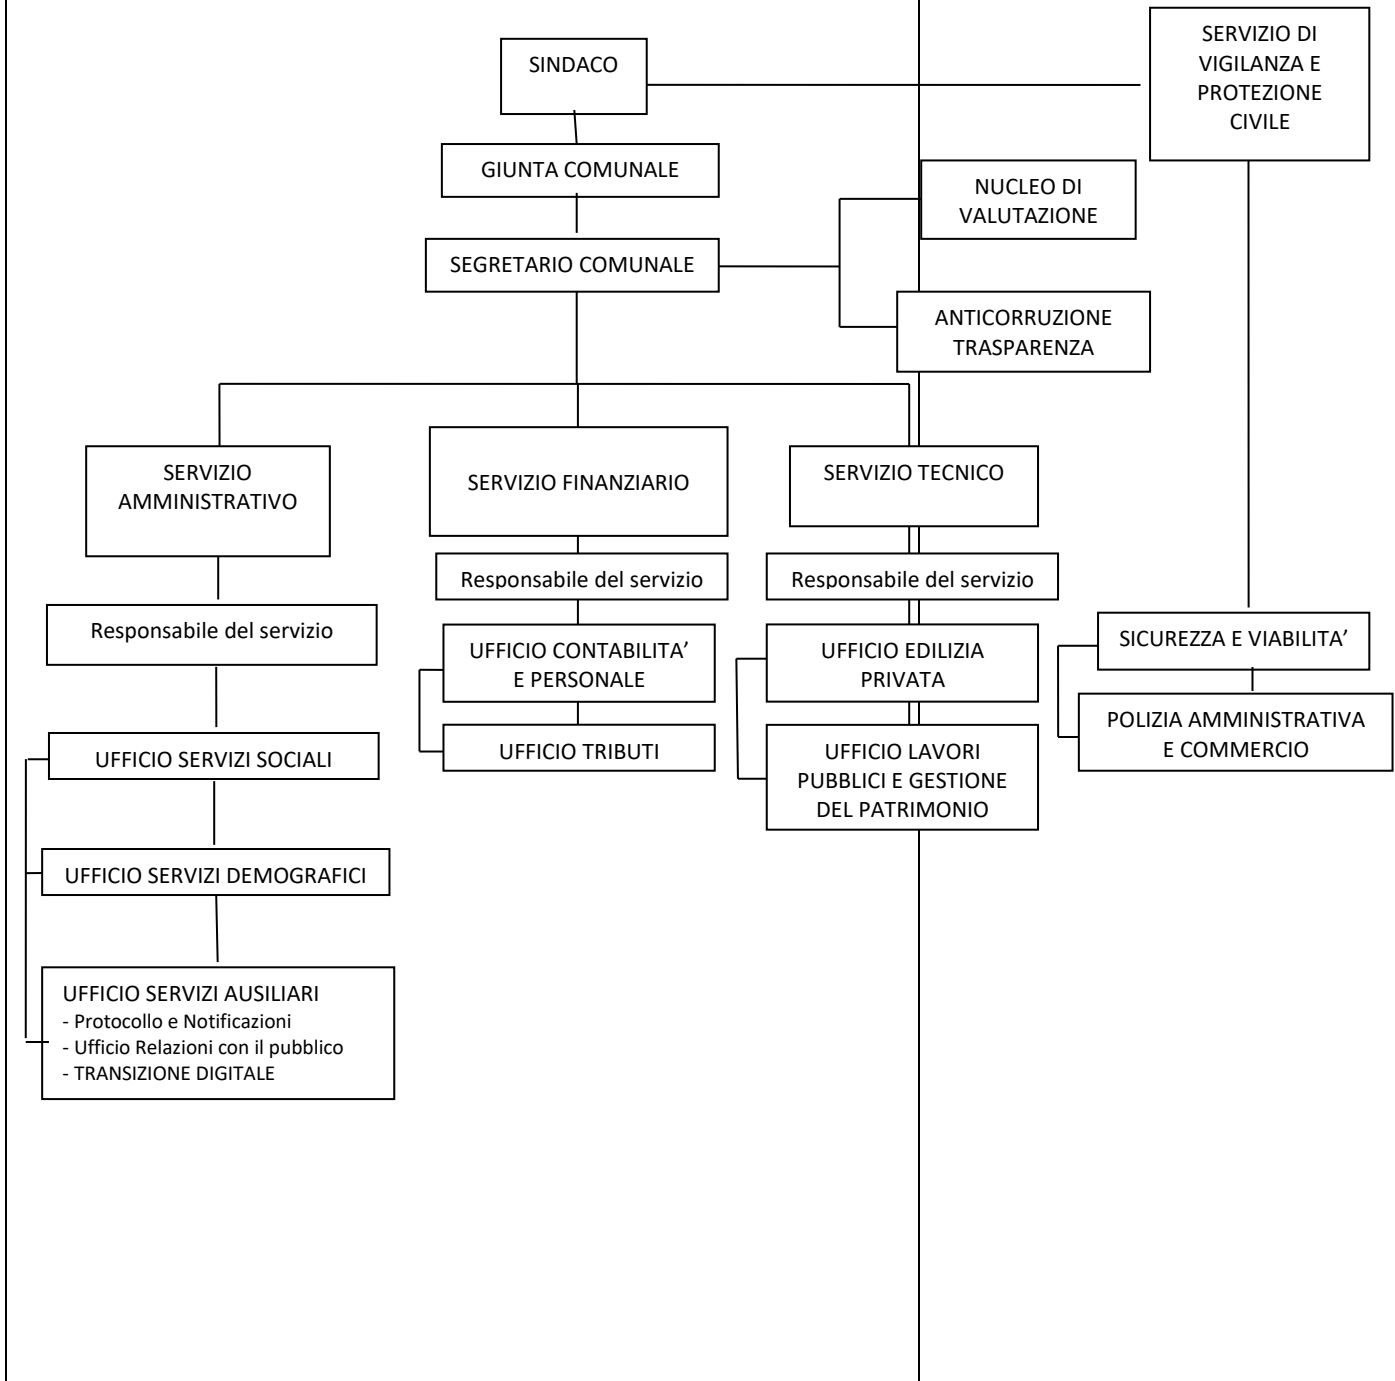 SINDACO
SERVIZIO DI
VIGILANZA E
PROTEZIONE
CIVILE
GIUNTA COMUNALE
NUCLEO DI
VALUTAZIONE
SEGRETARIO COMUNALE
ANTICORRUZIONE
TRASPARENZA
SERVIZIO
AMMINISTRATIVO
SERVIZIO FINANZIARIO
SERVIZIO TECNICO
Responsabile del servizio
Responsabile del servizio
Responsabile del servizio
UFFICIO CONTABILITA’
E PERSONALE
UFFICIO EDILIZIA
PRIVATA
SICUREZZA E VIABILITA’
UFFICIO SERVIZI SOCIALI
UFFICIO TRIBUTI
UFFICIO LAVORI
PUBBLICI E GESTIONE
DEL PATRIMONIO
POLIZIA AMMINISTRATIVA
E COMMERCIO
UFFICIO SERVIZI DEMOGRAFICI
UFFICIO SERVIZI AUSILIARI
- Protocollo e Notificazioni
- Ufficio Relazioni con il pubblico
- TRANSIZIONE DIGITALE